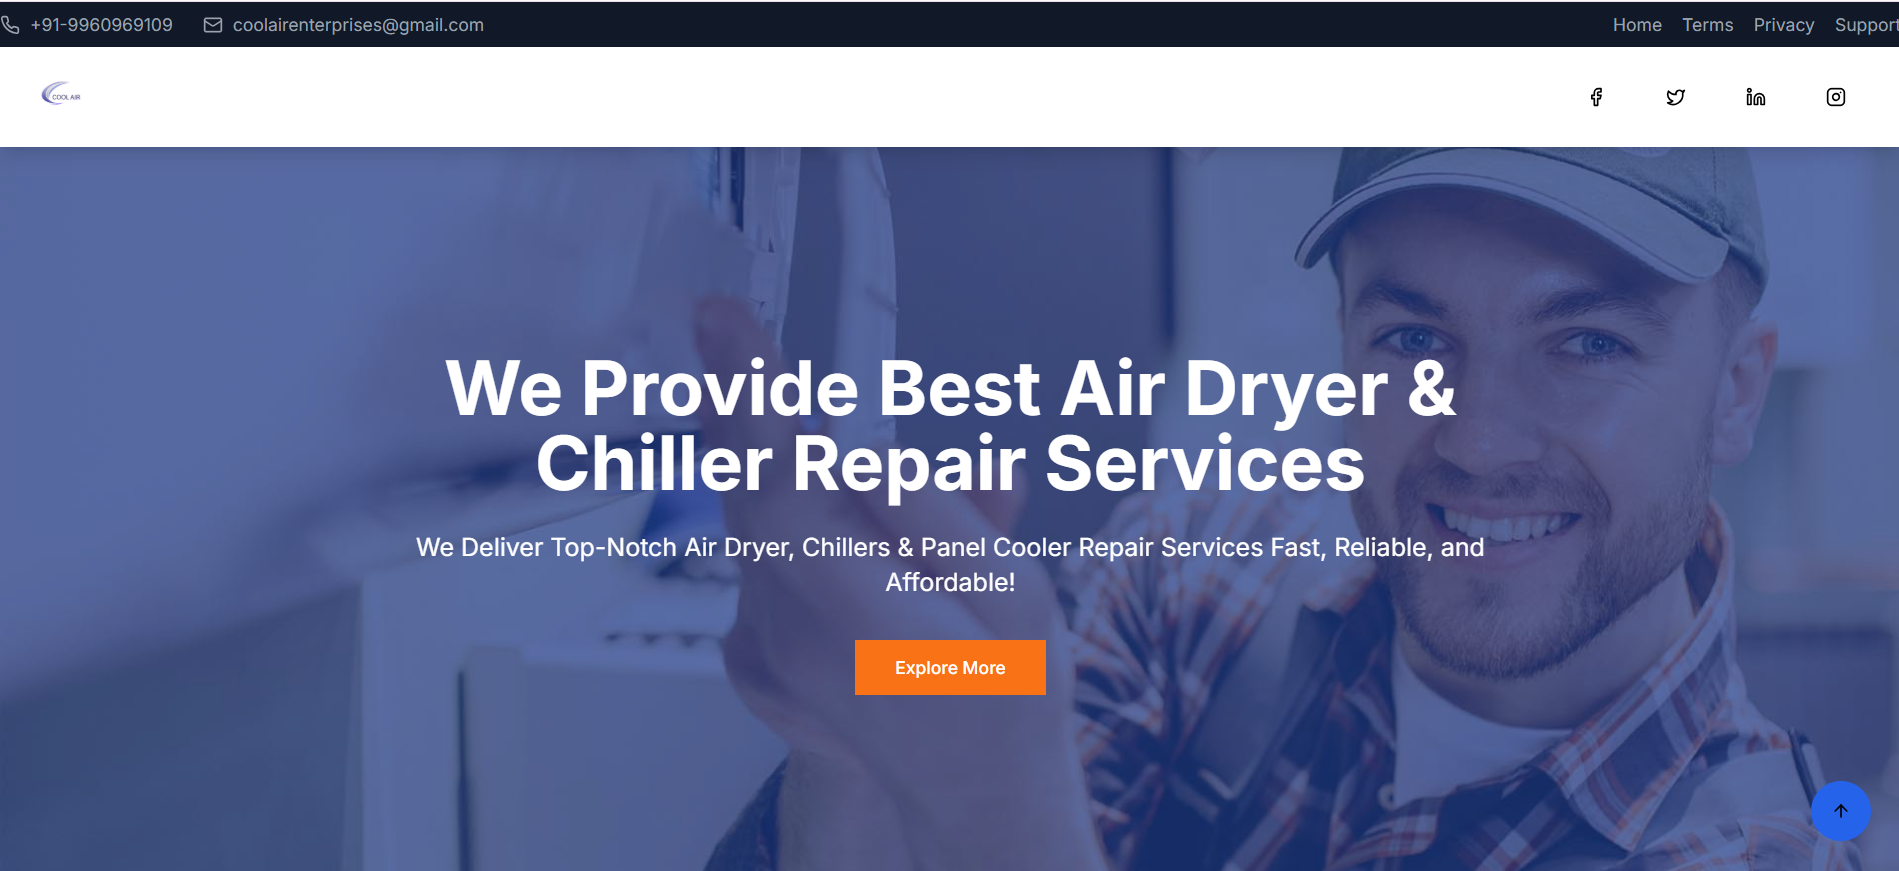 +91-9960969109 coolairenterprises@gmail.com Home Terms Privacy Support
COOL AIR
We Provide Best Air Dryer &
Chiller Repair Services
We Deliver Top-Notch Air Dryer, Chillers & Panel Cooler Repair Services Fast, Reliable, and
Affordable!
Explore More